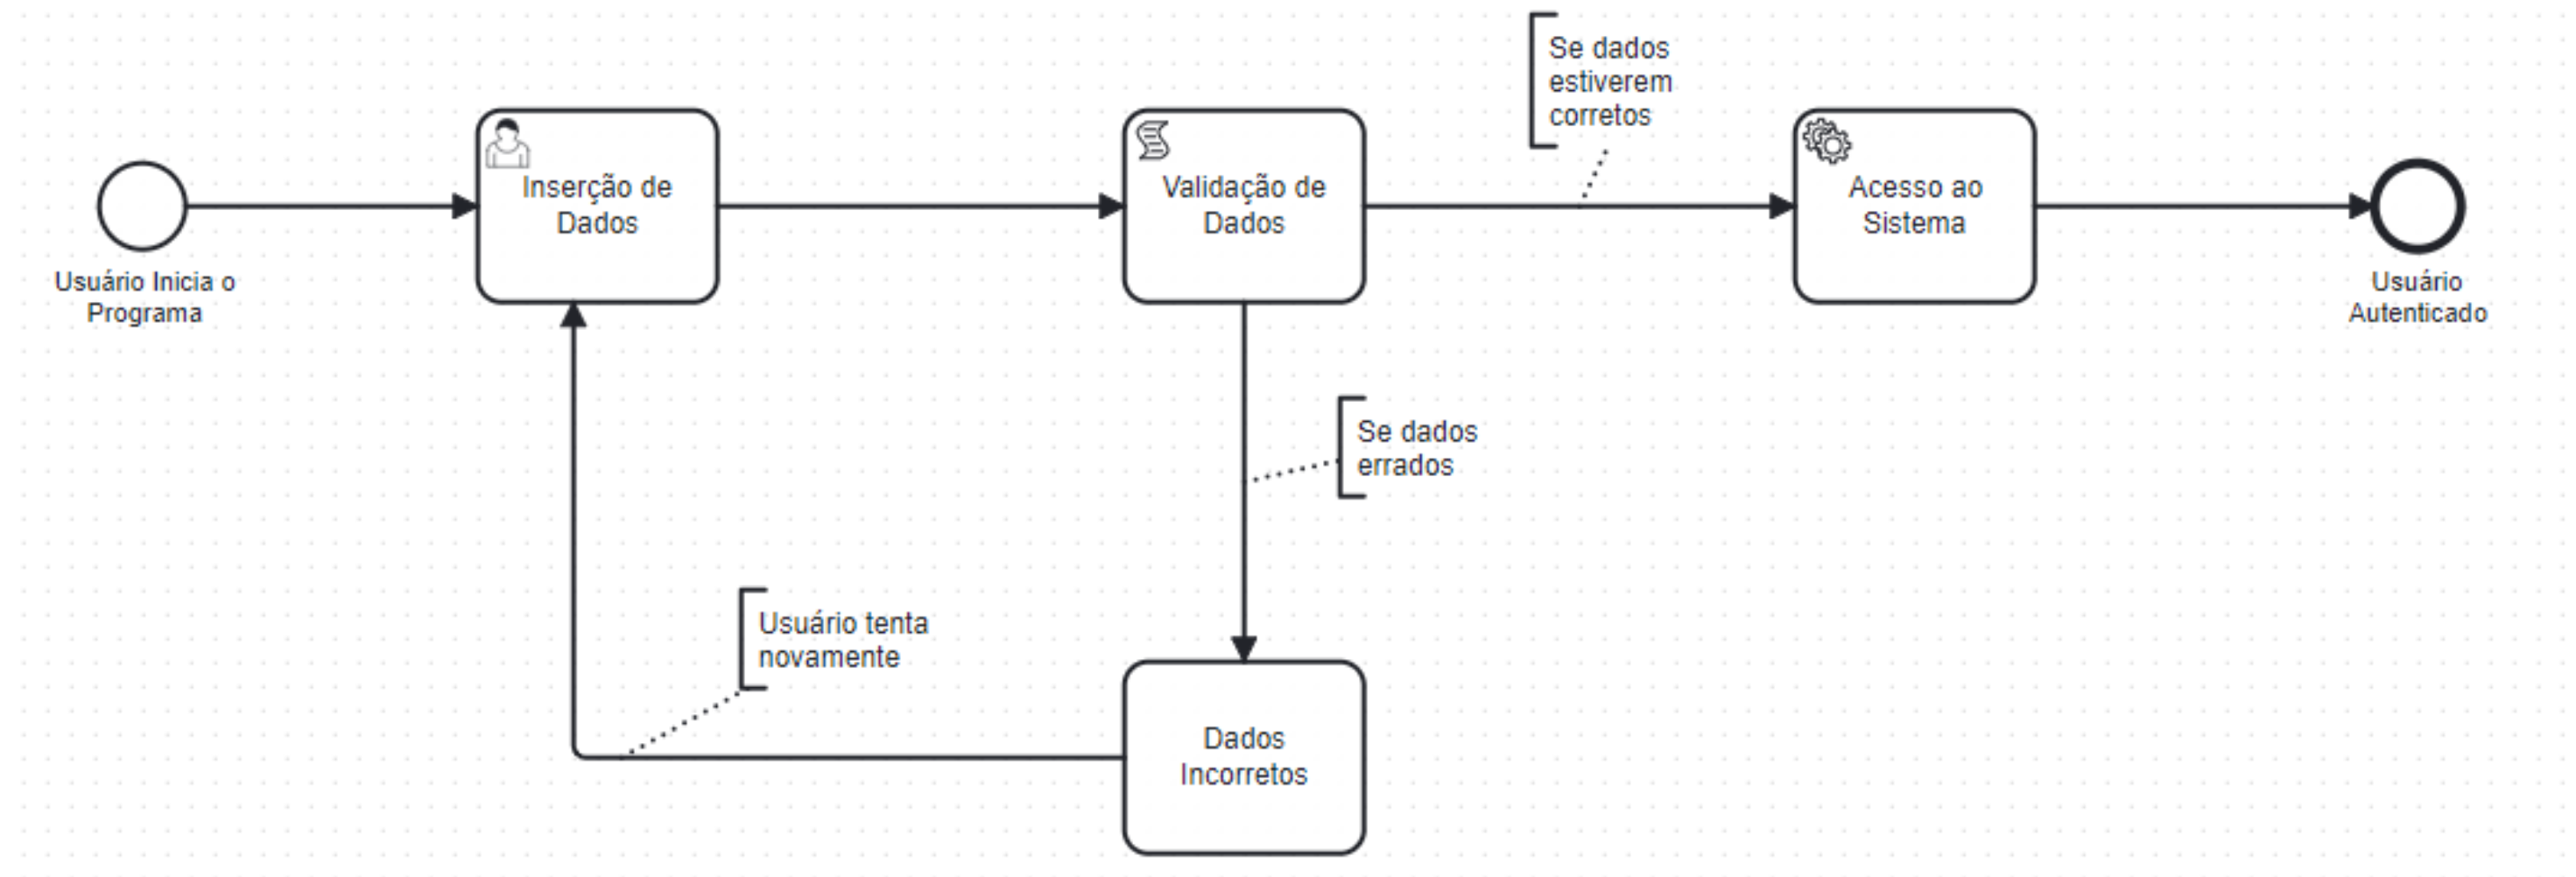 Se dados
estiverem
corretos
Inserção de
Dados
Validação de
Dados
Acesso ao
Sistema
Usuário Inicia o
Programa
Usuário
Autenticado
Se dados
errados
Usuário tenta
novamente
Dados
Incorretos